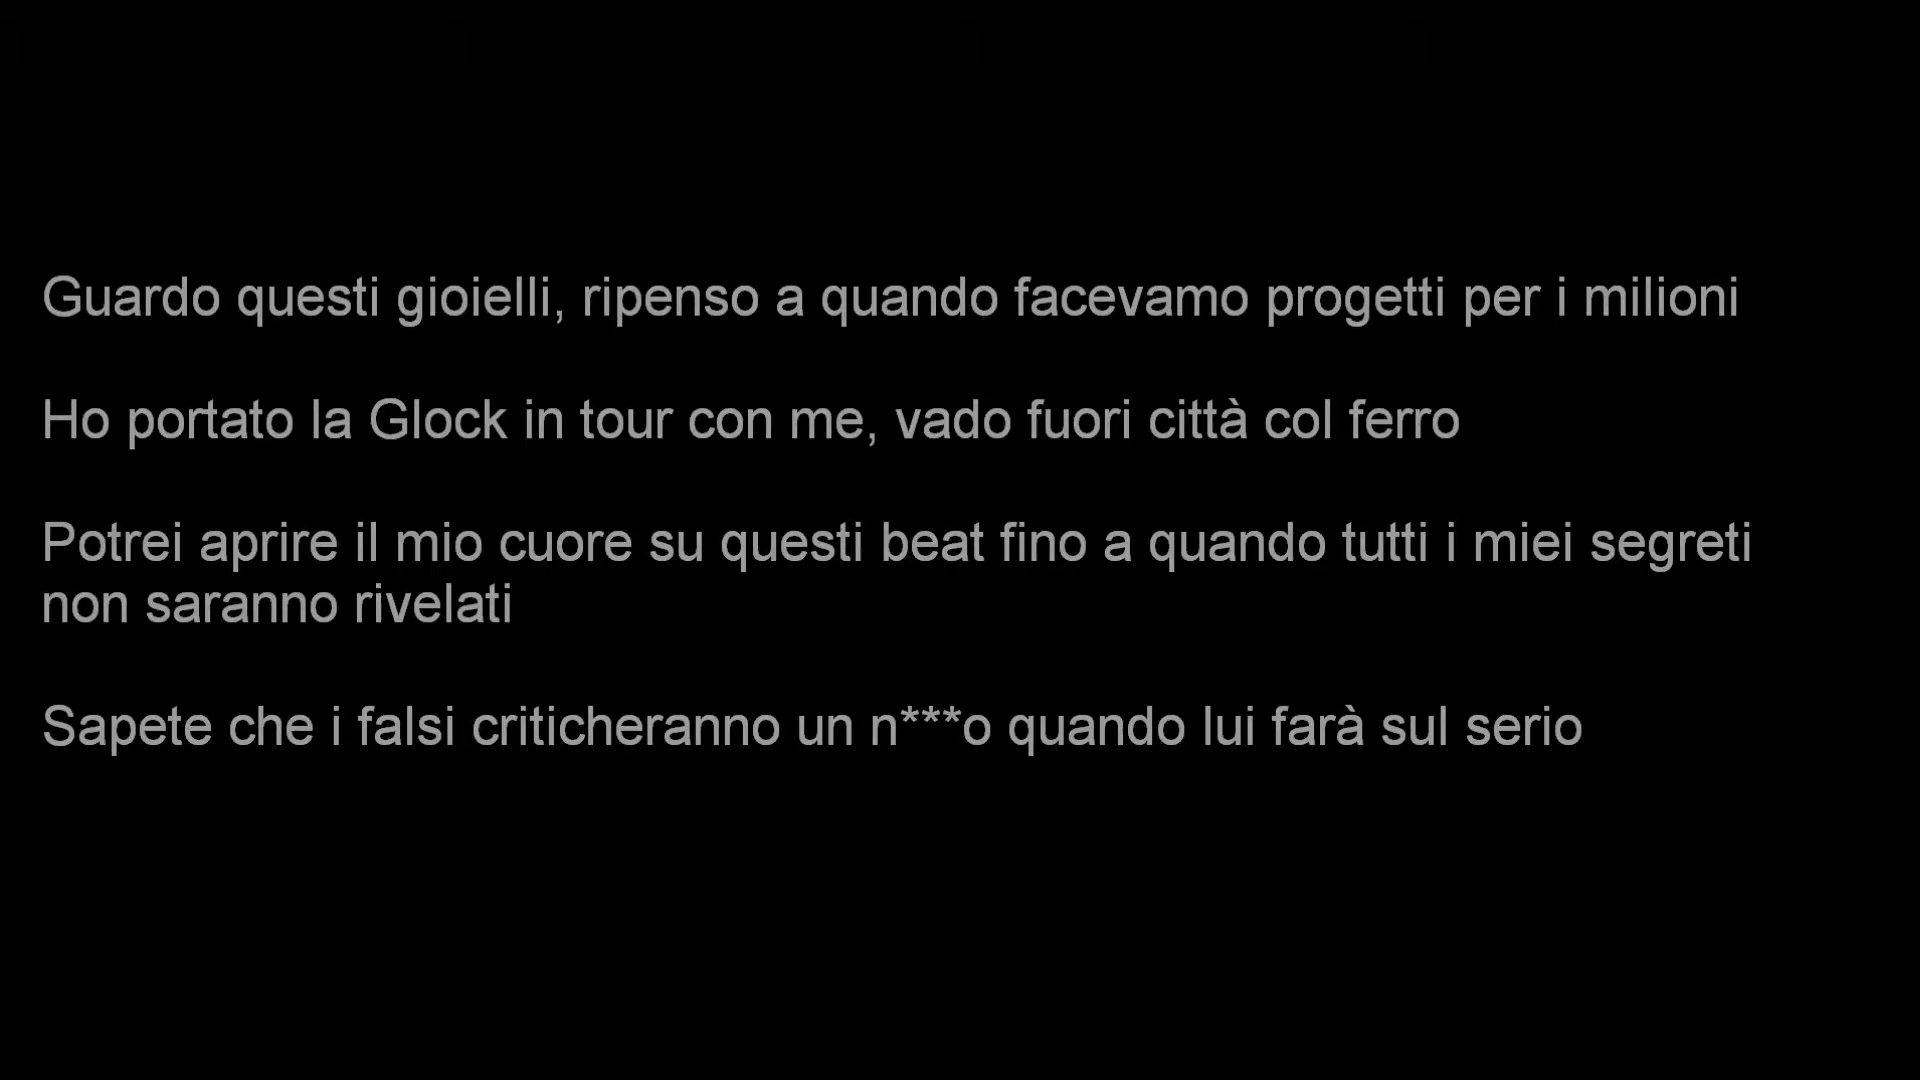 Guardo questi gioielli, ripenso a quando facevamo progetti per i milioni
Ho portato la Glock in tour con me, vado fuori città col ferro
Potrei aprire il mio cuore su questi beat fino a quando tutti i miei segreti
non saranno rivelati
Sapete che i falsi criticheranno un n***o quando lui farà sul serio